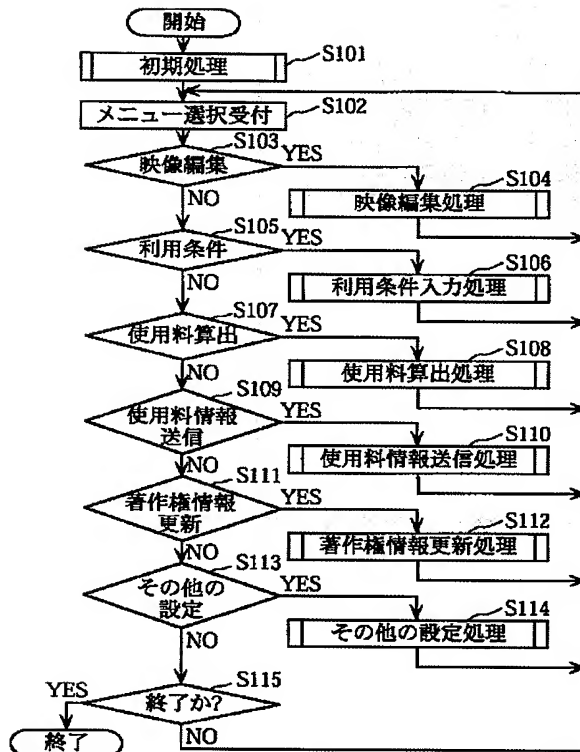 開始
初期処理
S101
メニュー選択受付
S102
映像編集
S103
YES
NO
映像編集処理
S104
利用条件
S105
YES
NO
利用条件入力処理
S106
使用料算出
S107
YES
NO
使用料算出処理
S108
使用料情報
送信
S109
YES
NO
使用料情報送信処理
S110
著作権情報
更新
S111
YES
NO
著作権情報更新処理
S112
その他の
設定
S113
YES
NO
その他の設定処理
S114
終了か?
S115
YES
NO
終了